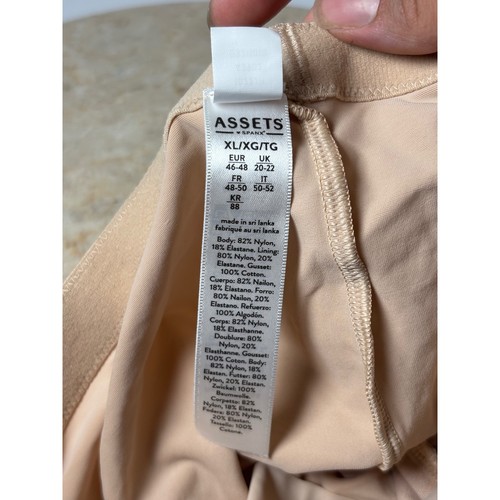 ASSETS
BY SPANX
XL/XG/TG
EUR UK
46-48 20-22
FR IT
48-50 50-52
KR
88
made in sri lanka
fabriqué au sri lanka
Body: 82% Nylon,
18% Elastane. Lining:
80% Nylon, 20%
Elastane. Gusset:
100% Cotton.
Cuerpo: 82% Nailon,
18% Elastano. Forro:
80% Nailon, 20%
Elastano. Refuerzo:
100% Algodón.
Corps: 82% Nylon,
18% Elasthanne.
Doublure: 80%
Nylon, 20%
Elasthanne. Gousset:
100% Coton. Body:
82% Nylon, 18%
Elastan. Futter: 80%
Nylon, 20% Elastan.
Zwickel: 100%
Baumwolle.
Corpetto: 82%
Nylon, 18% Elastan.
Fodera: 80% Nylon,
20% Elastan.
Tassello: 100%
Cotone.